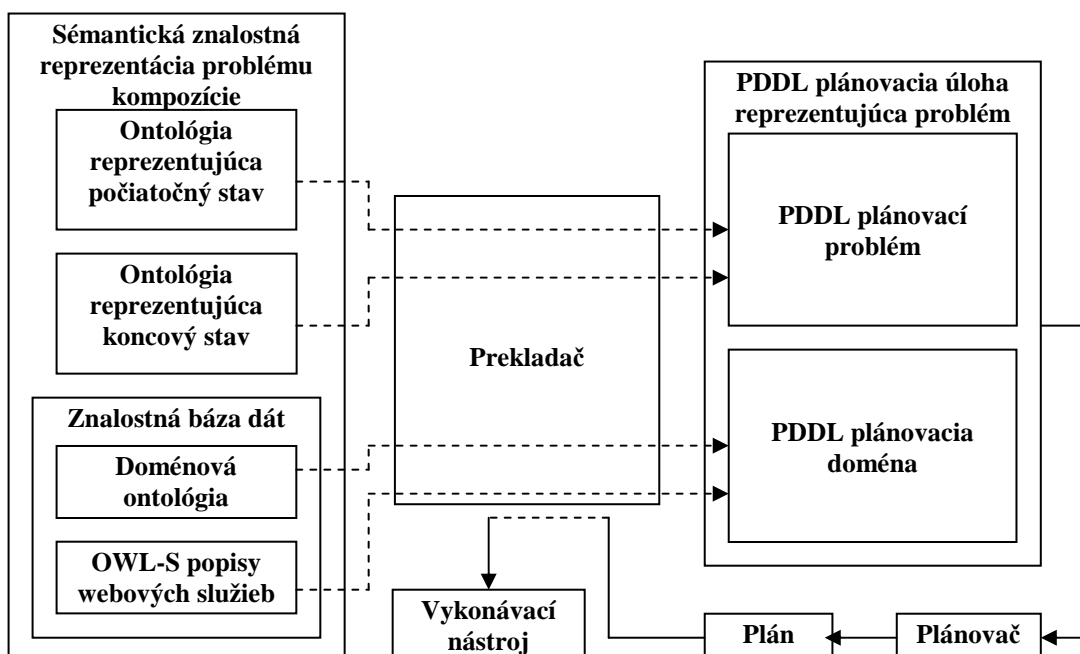 Sémantická znalostná
reprezentácia problému
kompozície
Ontológia
reprezentujúca
počiatočný stav
Ontológia
reprezentujúca
koncový stav
Znalostná báza dát
Doménová
ontológia
OWL-S popisy
webových služieb
Prekladač
Vykonávací
nástroj
PDDL plánovacia úloha
reprezentujúca problém
PDDL plánovací
problém
PDDL plánovacia
doména
Plán
Plánovač